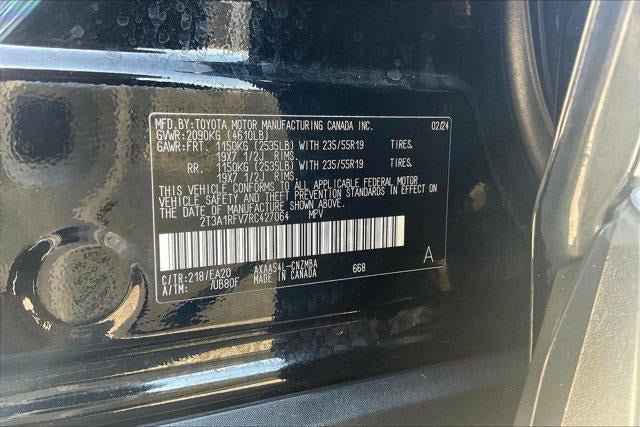 MFD.BY:TOYOTA MOTOR MANUFACTURING CANADA INC. 02/24
GVWR:2090KG (4610LB)
GAWR:FRT. 1150KG (2535LB) WITH 235/55R19 TIRES,
19X7 1/2J RIMS
RR. 1150KG (2535LB) WITH 235/55R19 TIRES,
19X7 1/2J RIMS
THIS VEHICLE CONFORMS TO ALL APPLICABLE FEDERAL MOTOR
VEHICLE SAFETY AND THEFT PREVENTION STANDARDS IN EFFECT ON
THE DATE OF MANUFACTURE SHOWN ABOVE.
2T3A1RFV7RC427064 MPV
C/TR:218/EA20 AXAA54L-CNZMBA A
A/TM: /UB80F MADE IN CANADA 668